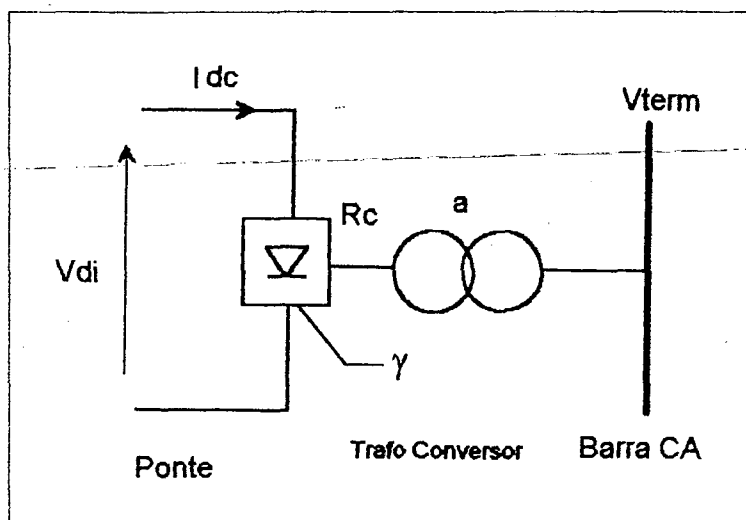 I dc
Vterm
Rc
a
Vdi
γ
Ponte
Trafo Conversor
Barra CA